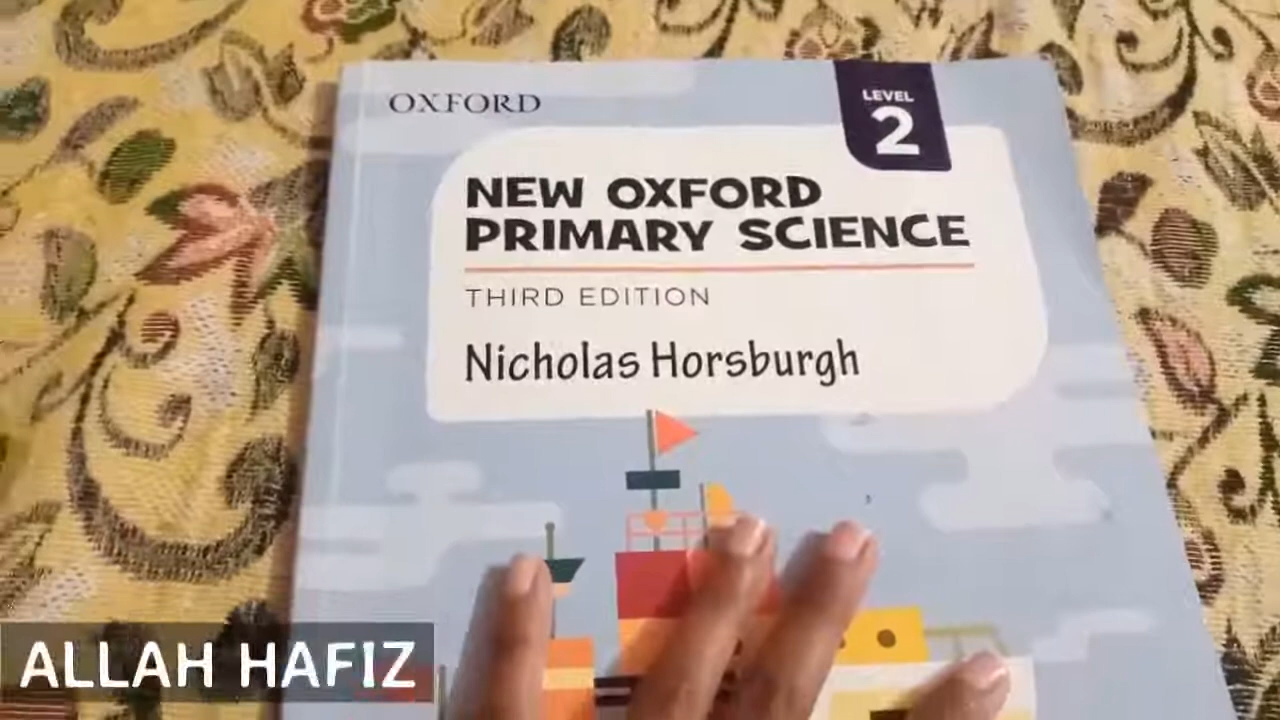 OXFORD
LEVEL
2
NEW OXFORD
PRIMARY SCIENCE
THIRD EDITION
Nicholas Horsburgh
ALLAH HAFIZ